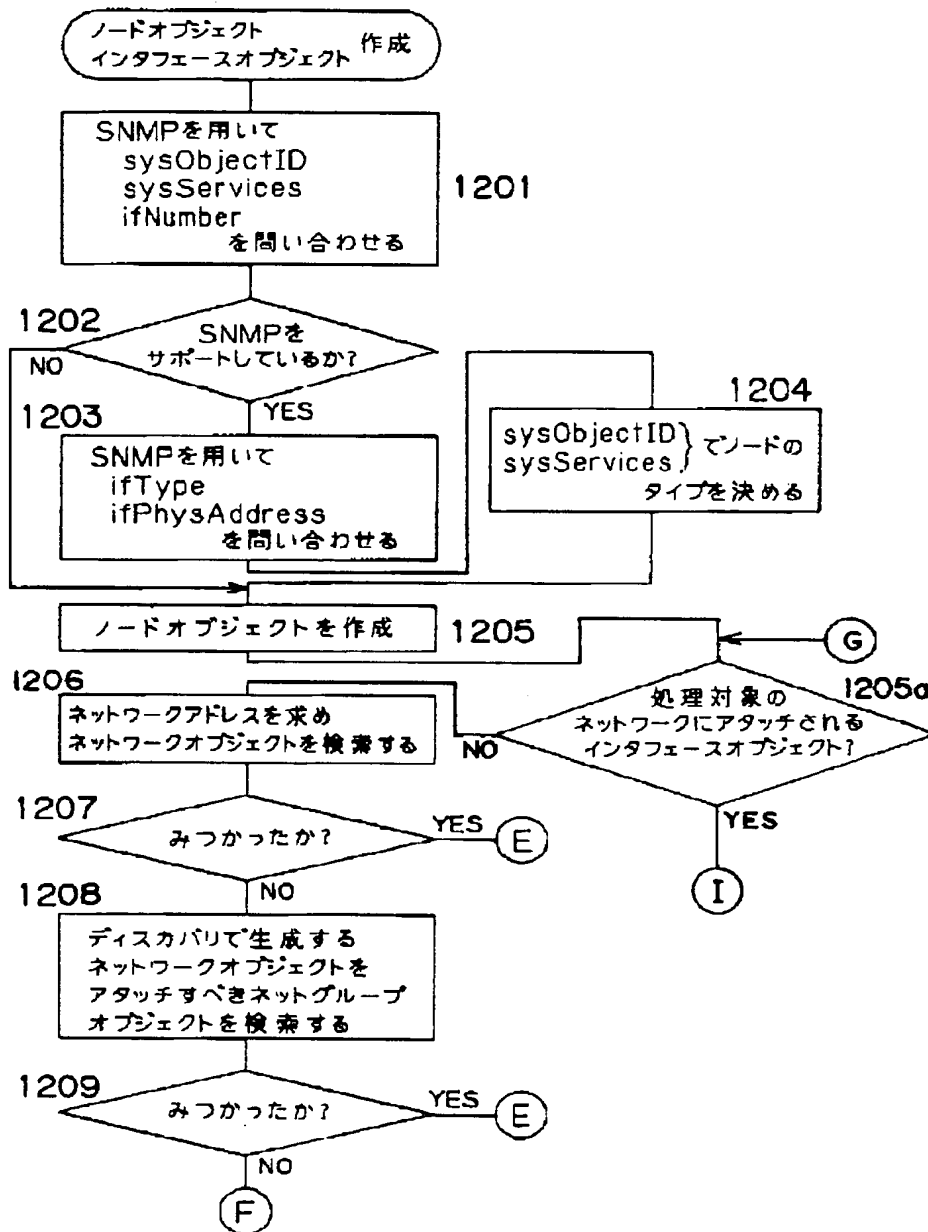 ノードオブジェクト
インタフェースオブジェクト 作成
SNMPを用いて
sysObjectID
sysServices
ifNumber
を問い合わせる
1201
1202
SNMPを
サポートしているか?
NO
YES
1203
SNMPを用いて
ifType
ifPhysAddress
を問い合わせる
1204
sysObjectID
sysServices }でノードの
タイプを決める
ノードオブジェクトを作成
1205
G
1205a
処理対象の
ネットワークにアタッチされる
インタフェースオブジェクト?
NO
YES
I
1206
ネットワークアドレスを求め
ネットワークオブジェクトを検索する
1207
みつかったか?
YES
E
NO
1208
ディスカバリで生成する
ネットワークオブジェクトを
アタッチすべきネットグループ
オブジェクトを検索する
1209
みつかったか?
YES
E
NO
F